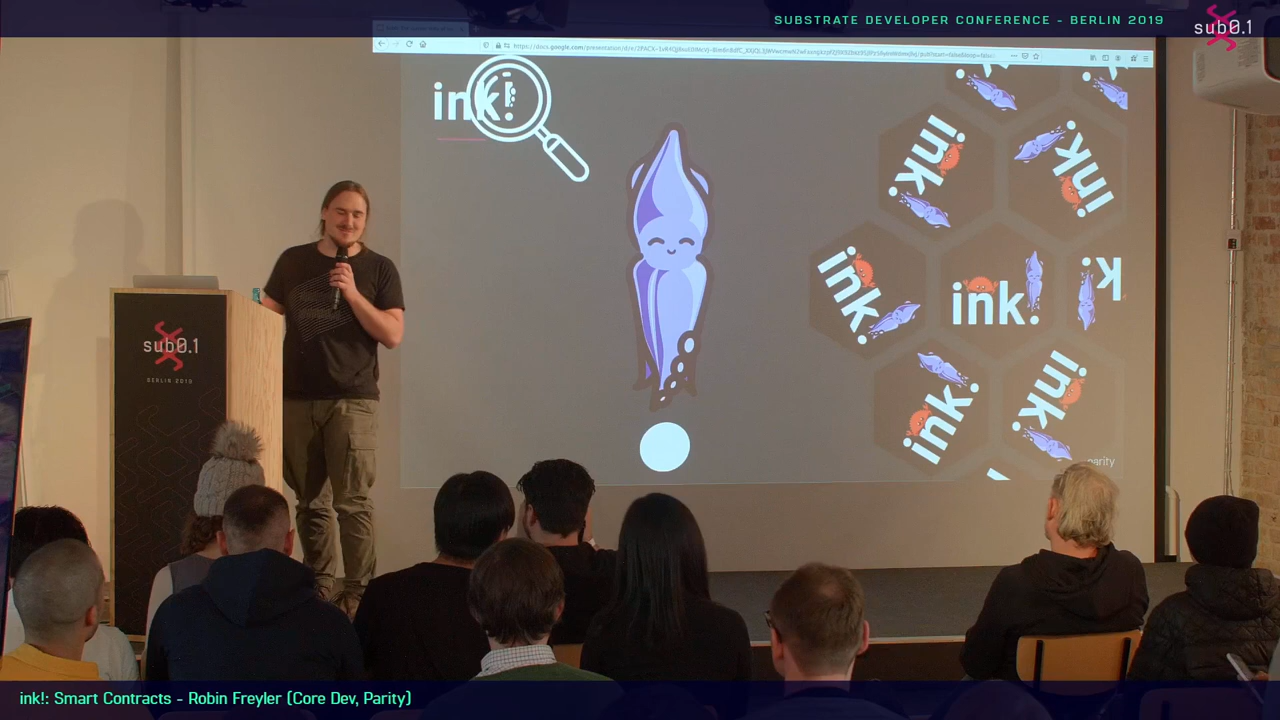 SUBSTRATE DEVELOPER CONFERENCE - BERLIN 2019
sub0.1
ink!
ink.
ink.
ink.
ink.
k.
ink.
ink.
parity
sub0.1
BERLIN 2019
ink!: Smart Contracts - Robin Freyler (Core Dev, Parity)